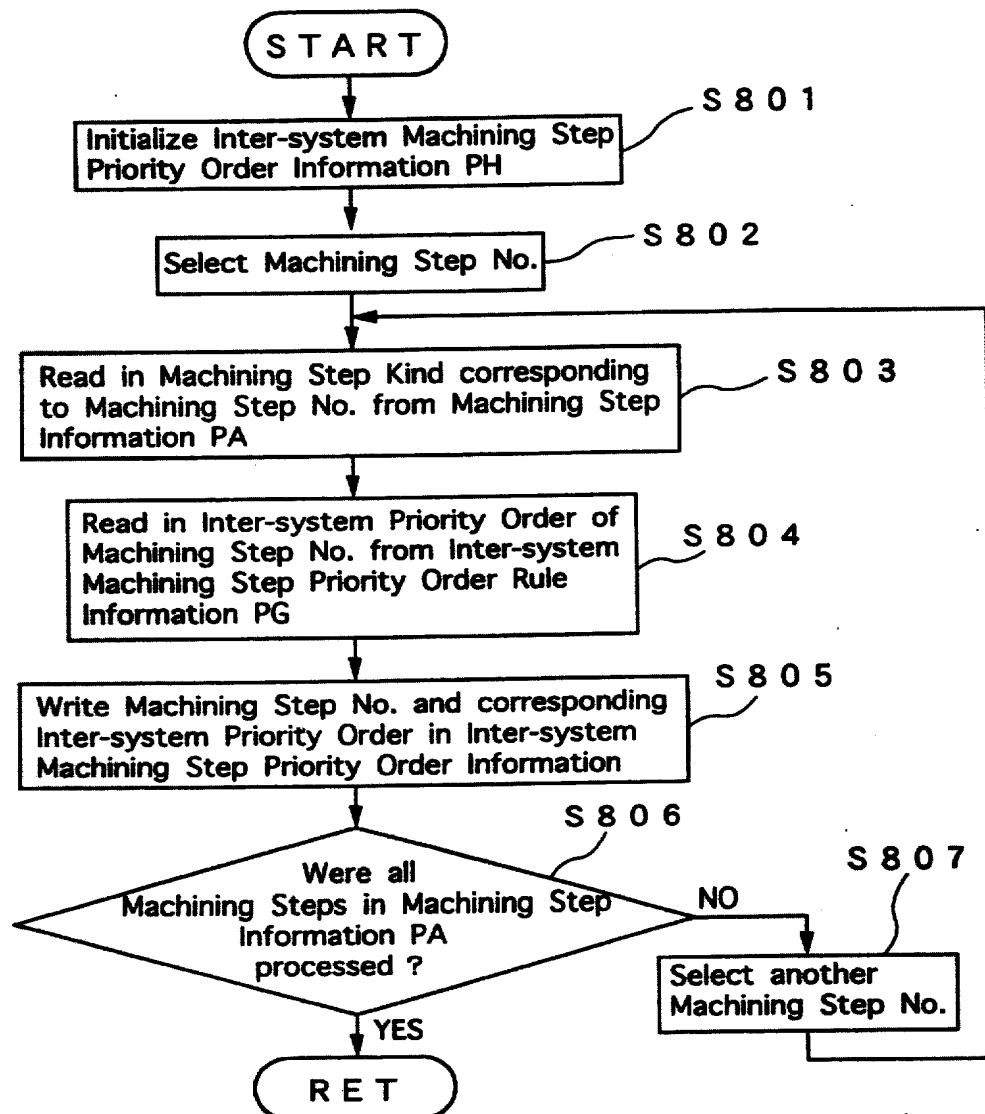 START
S801
Initialize Inter-system Machining Step
Priority Order Information PH
S802
Select Machining Step No.
S803
Read in Machining Step Kind corresponding
to Machining Step No. from Machining Step
Information PA
S804
Read in Inter-system Priority Order of
Machining Step No. from Inter-system
Machining Step Priority Order Rule
Information PG
S805
Write Machining Step No. and corresponding
Inter-system Priority Order in Inter-system
Machining Step Priority Order Information
S806
Were all
Machining Steps in Machining Step
Information PA
processed ?
NO
S807
Select another
Machining Step No.
YES
RET